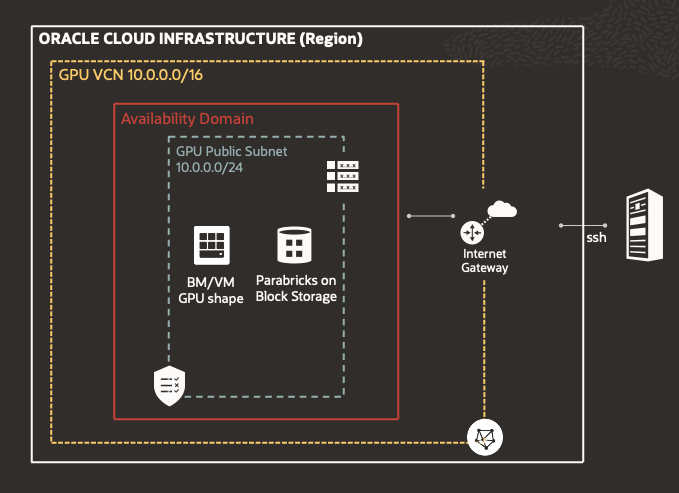 ORACLE CLOUD INFRASTRUCTURE (Region)
GPU VCN 10.0.0.0/16
Availability Domain
GPU Public Subnet
10.0.0.0/24
x.x.x
x.x.x
x.x.x
BM/VM
GPU shape
Parabricks on
Block Storage
Internet
Gateway
ssh